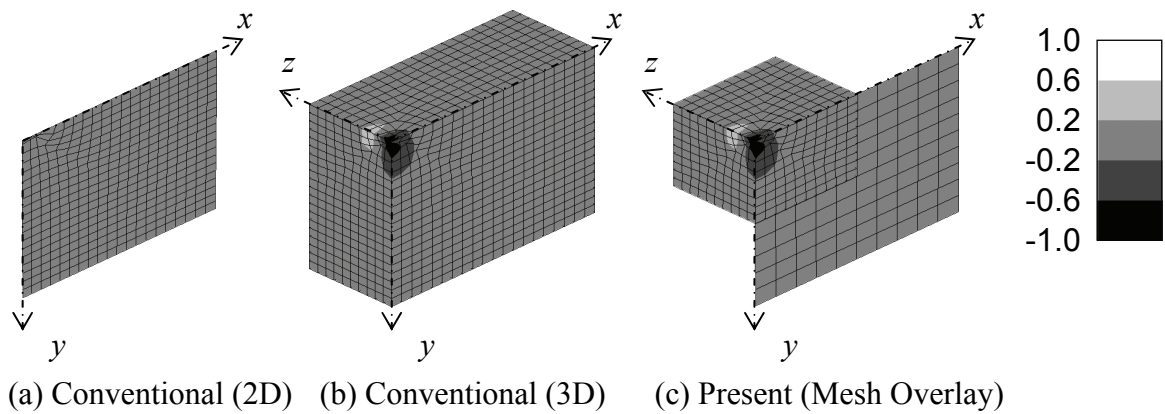 x
x
x
z
z
1.0
0.6
0.2
-0.2
-0.6
-1.0
y
y
y
(a) Conventional (2D)
(b) Conventional (3D)
(c) Present (Mesh Overlay)